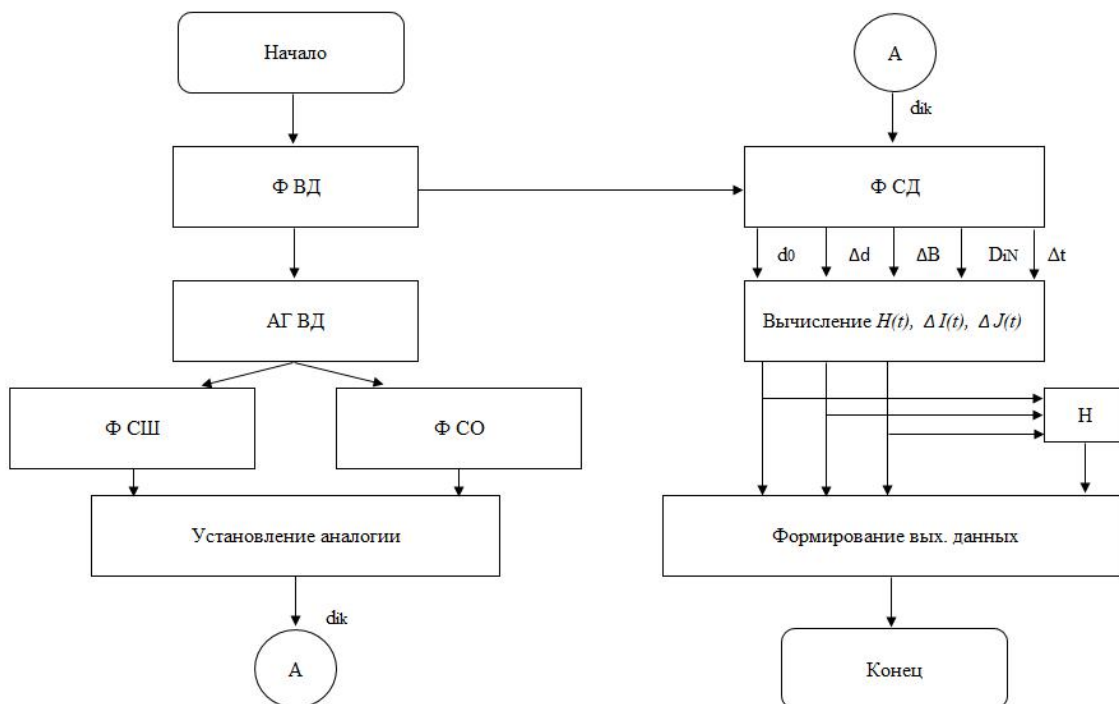 Начало
Ф ВД
АГ ВД
Ф СШ
Ф СО
Установление аналогии
dik
А
А
dik
Ф СД
d0 Δd ΔB DiN Δt
Вычисление H(t), Δ I(t), Δ J(t)
Н
Формирование вых. данных
Конец